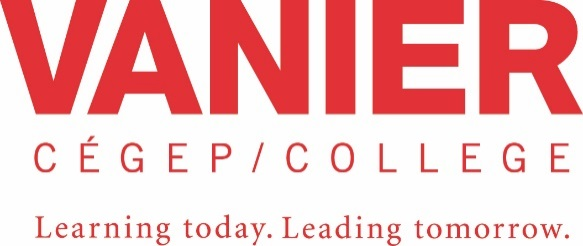 VANIER
CÉGEP/COLLEGE
Learning today. Leading tomorrow.